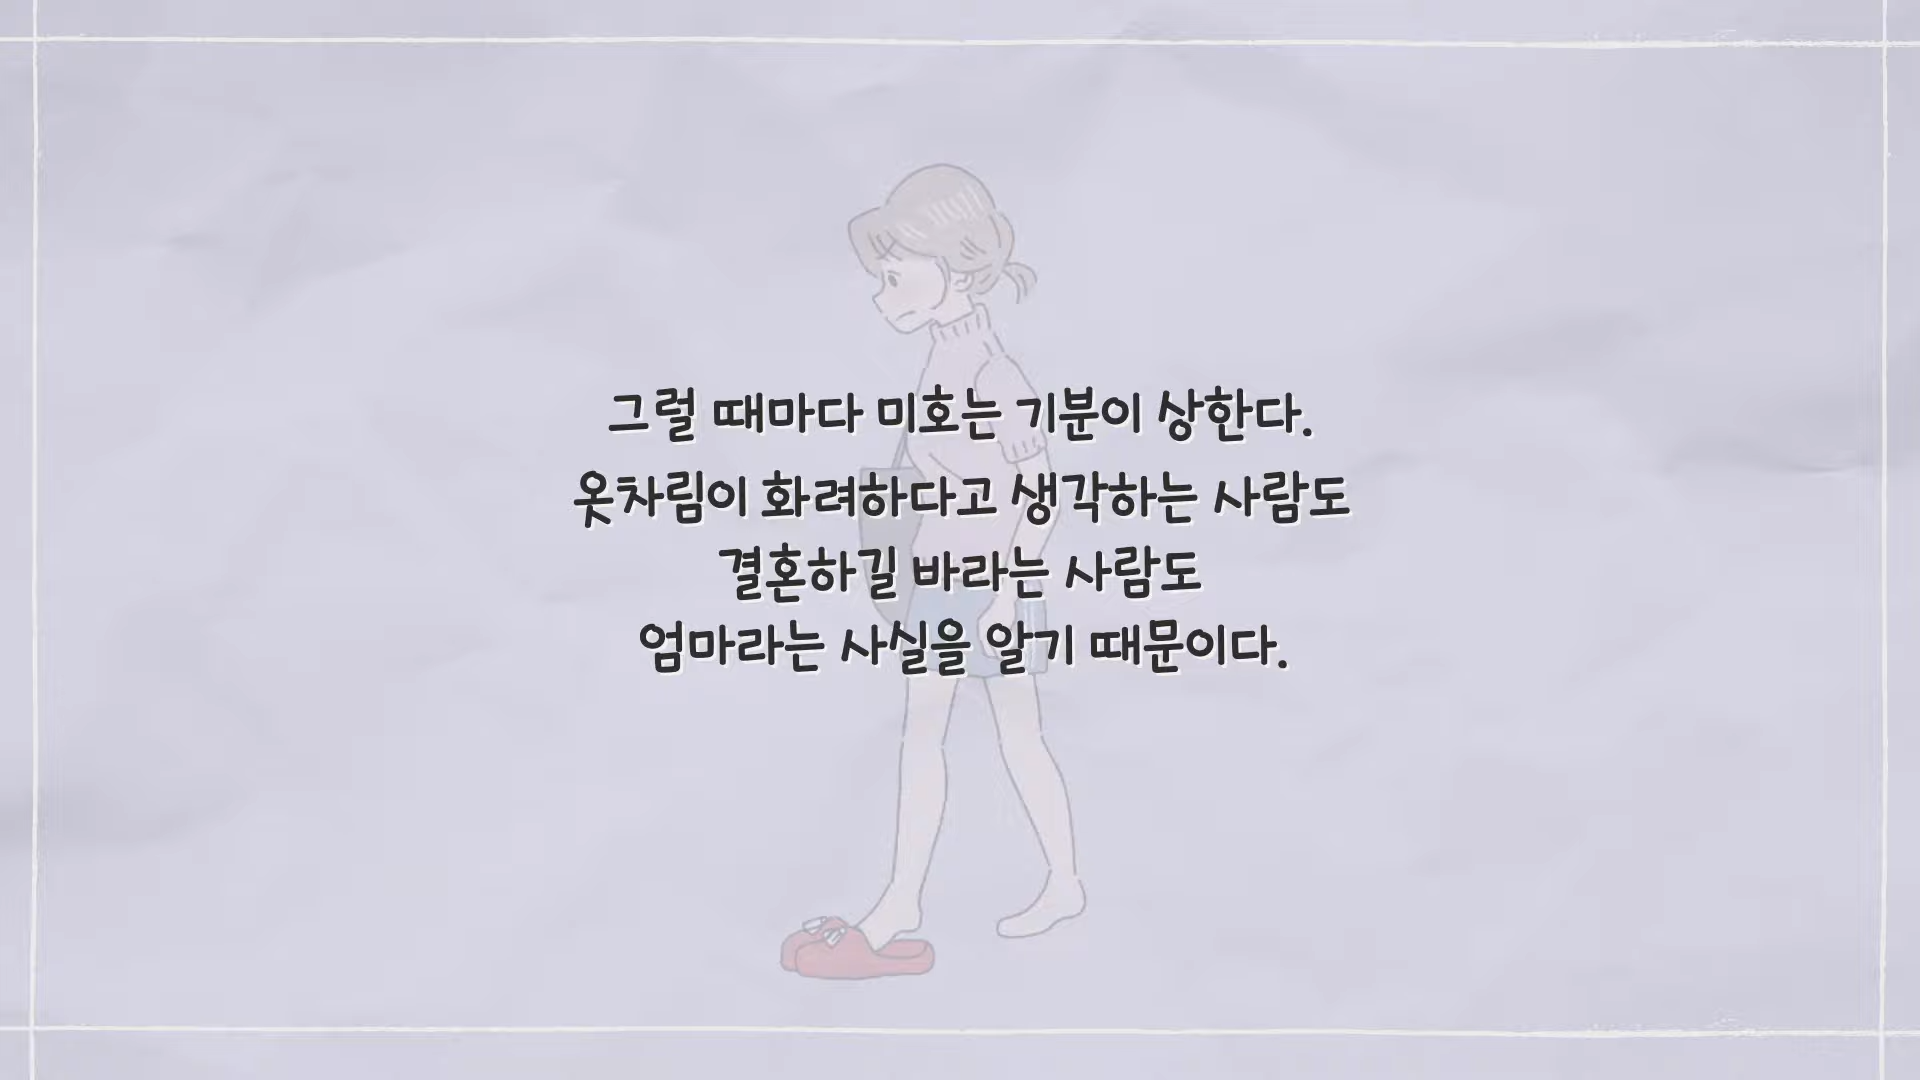 그럴 때마다 미호는 기분이 상한다.
옷차림이 화려하다고 생각하는 사람도
결혼하길 바라는 사람도
엄마라는 사실을 알기 때문이다.